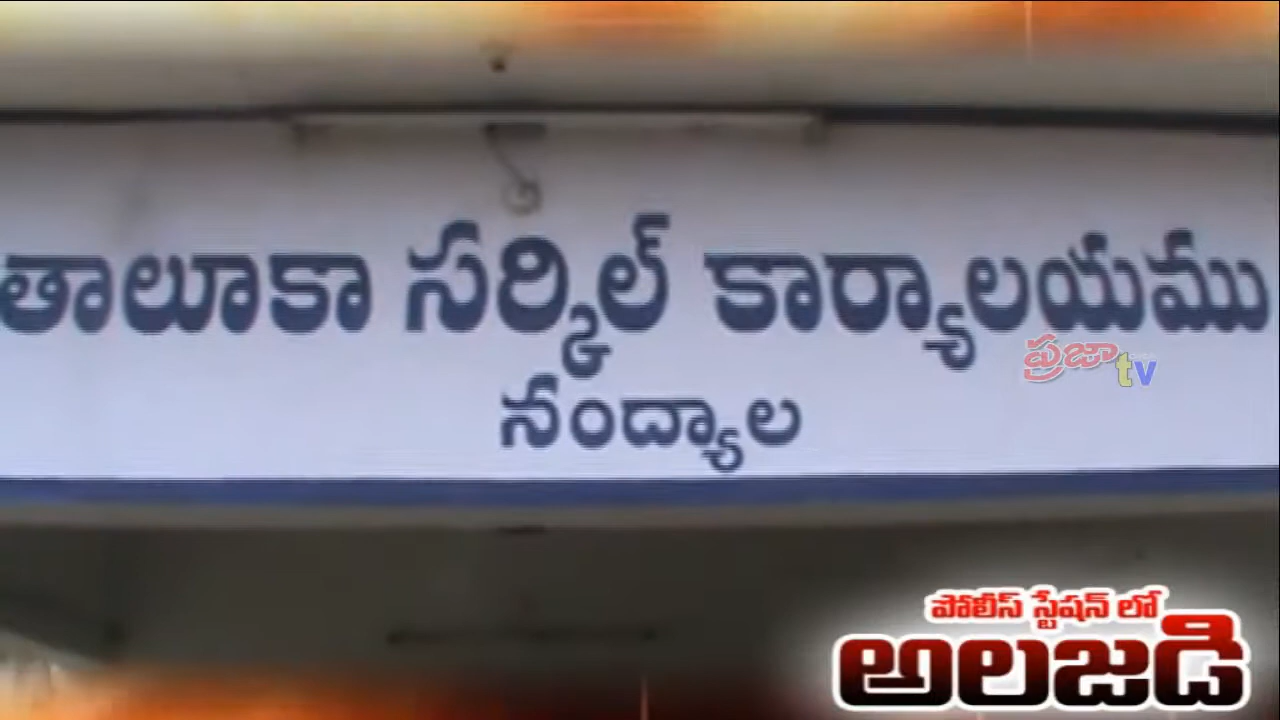 తాలూకా సర్కిల్ కార్యాలయము
నంద్యాల
ప్రజా tv
పోలీస్ స్టేషన్ లో
అలజడి